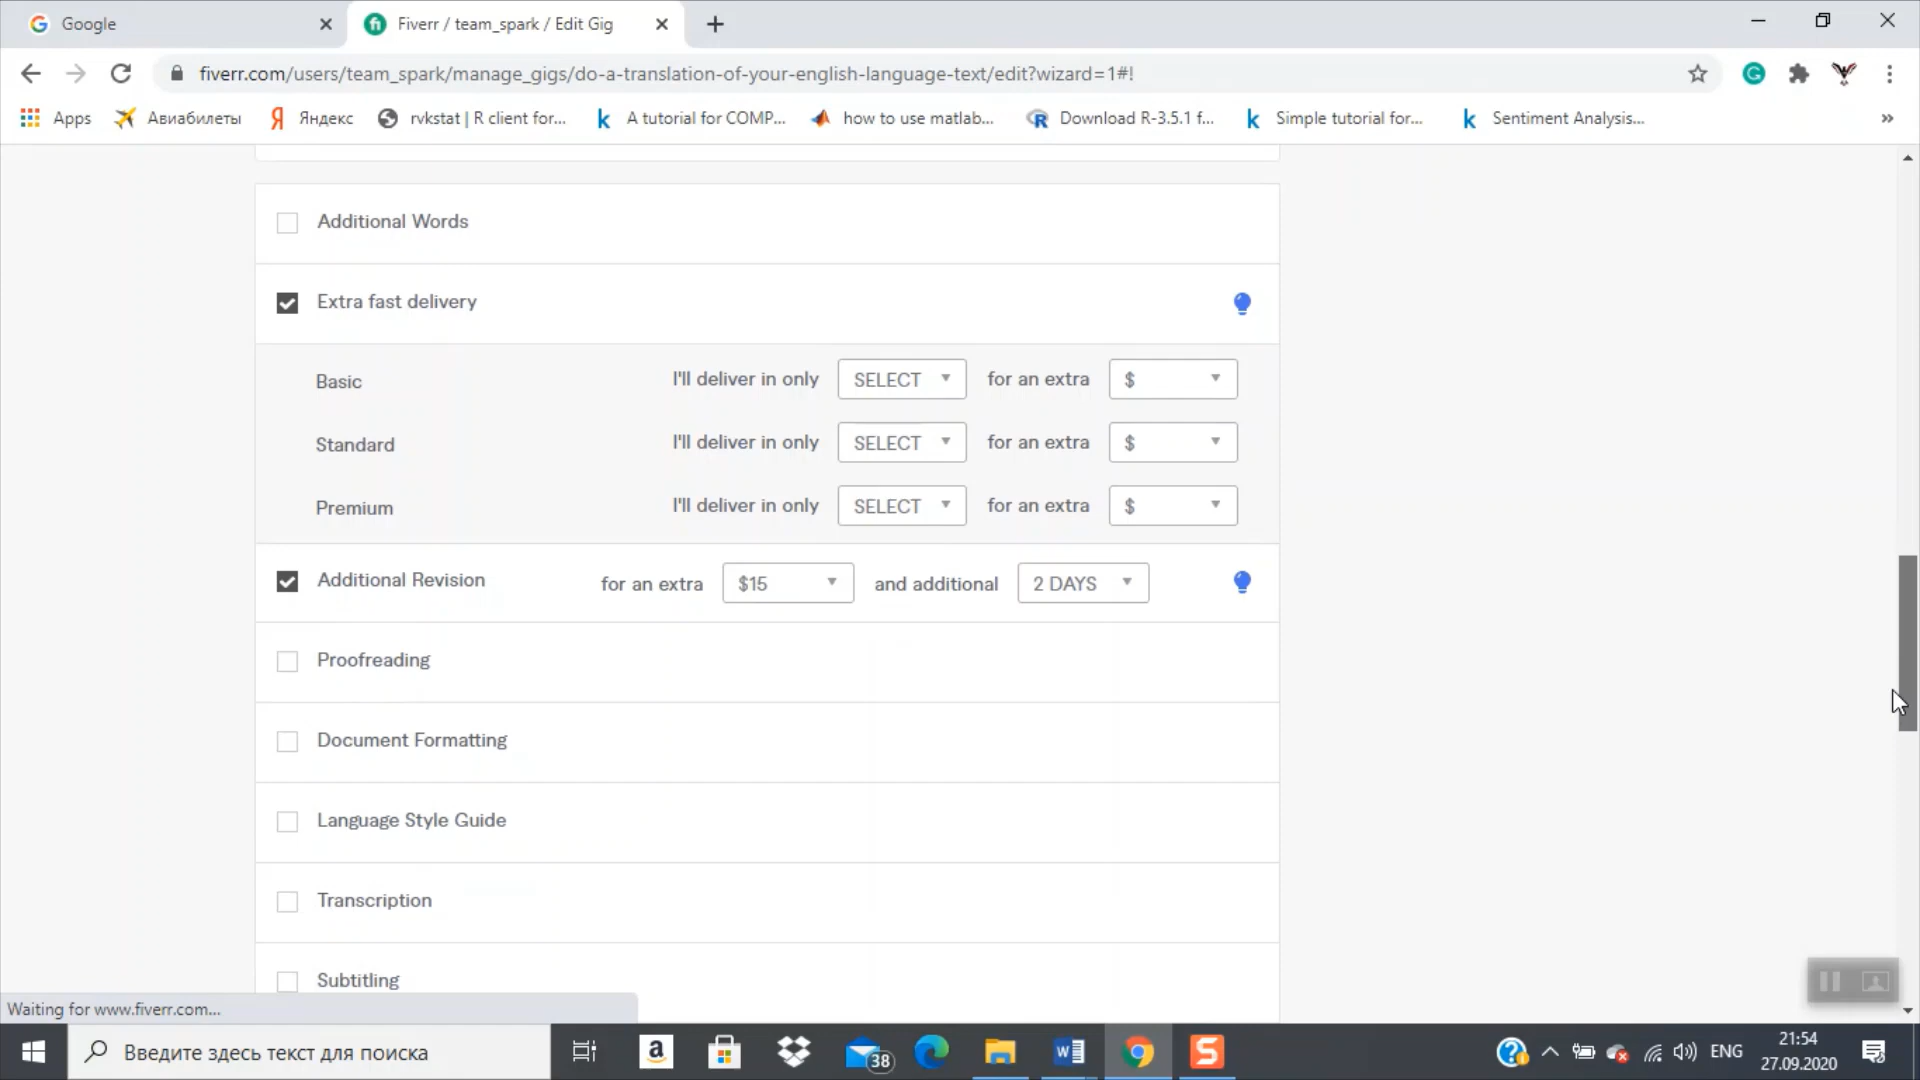 Google
Fiverr / team_spark / Edit Gig
fiverr.com/users/team_spark/manage_gigs/do-a-translation-of-your-english-language-text/edit?wizard=1#!
Apps Авиабилеты Яндекс rvkstat | R client for... A tutorial for COMP... how to use matlab... Download R-3.5.1 f... Simple tutorial for... Sentiment Analysis... »
Additional Words
Extra fast delivery
Basic I'll deliver in only SELECT for an extra $
Standard I'll deliver in only SELECT for an extra $
Premium I'll deliver in only SELECT for an extra $
Additional Revision for an extra $15 and additional 2 DAYS
Proofreading
Document Formatting
Language Style Guide
Transcription
Subtitling
Waiting for www.fiverr.com...
Введите здесь текст для поиска
38
ENG
21:54
27.09.2020